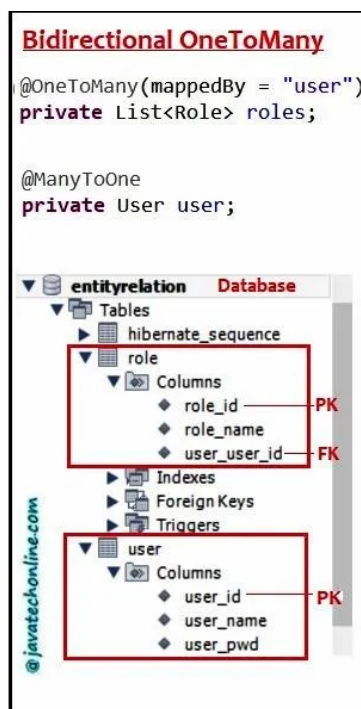 Bidirectional OneToMany
@OneToMany(mappedBy = "user")
private List<Role> roles;
@ManyToOne
private User user;
entityrelation Database
Tables
hibernate_sequence
role
Columns
role_id PK
role_name
user_user_id FK
Indexes
Foreign Keys
Triggers
user
Columns
user_id PK
user_name
user_pwd
@javatechonline.com